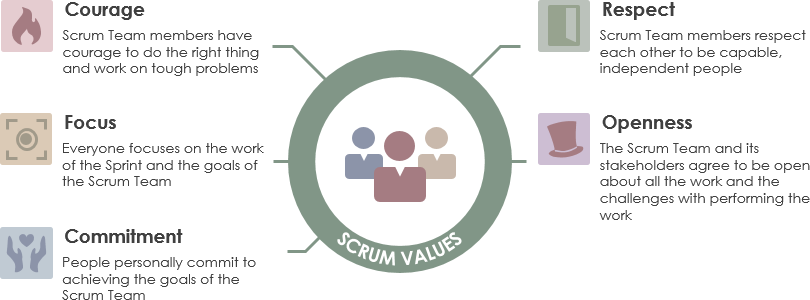 Courage
Scrum Team members have
courage to do the right thing
and work on tough problems
Focus
Everyone focuses on the work
of the Sprint and the goals of
the Scrum Team
Commitment
People personally commit to
achieving the goals of the
Scrum Team
SCRUM VALUES
Respect
Scrum Team members respect
each other to be capable,
independent people
Openness
The Scrum Team and its
stakeholders agree to be open
about all the work and the
challenges with performing the
work